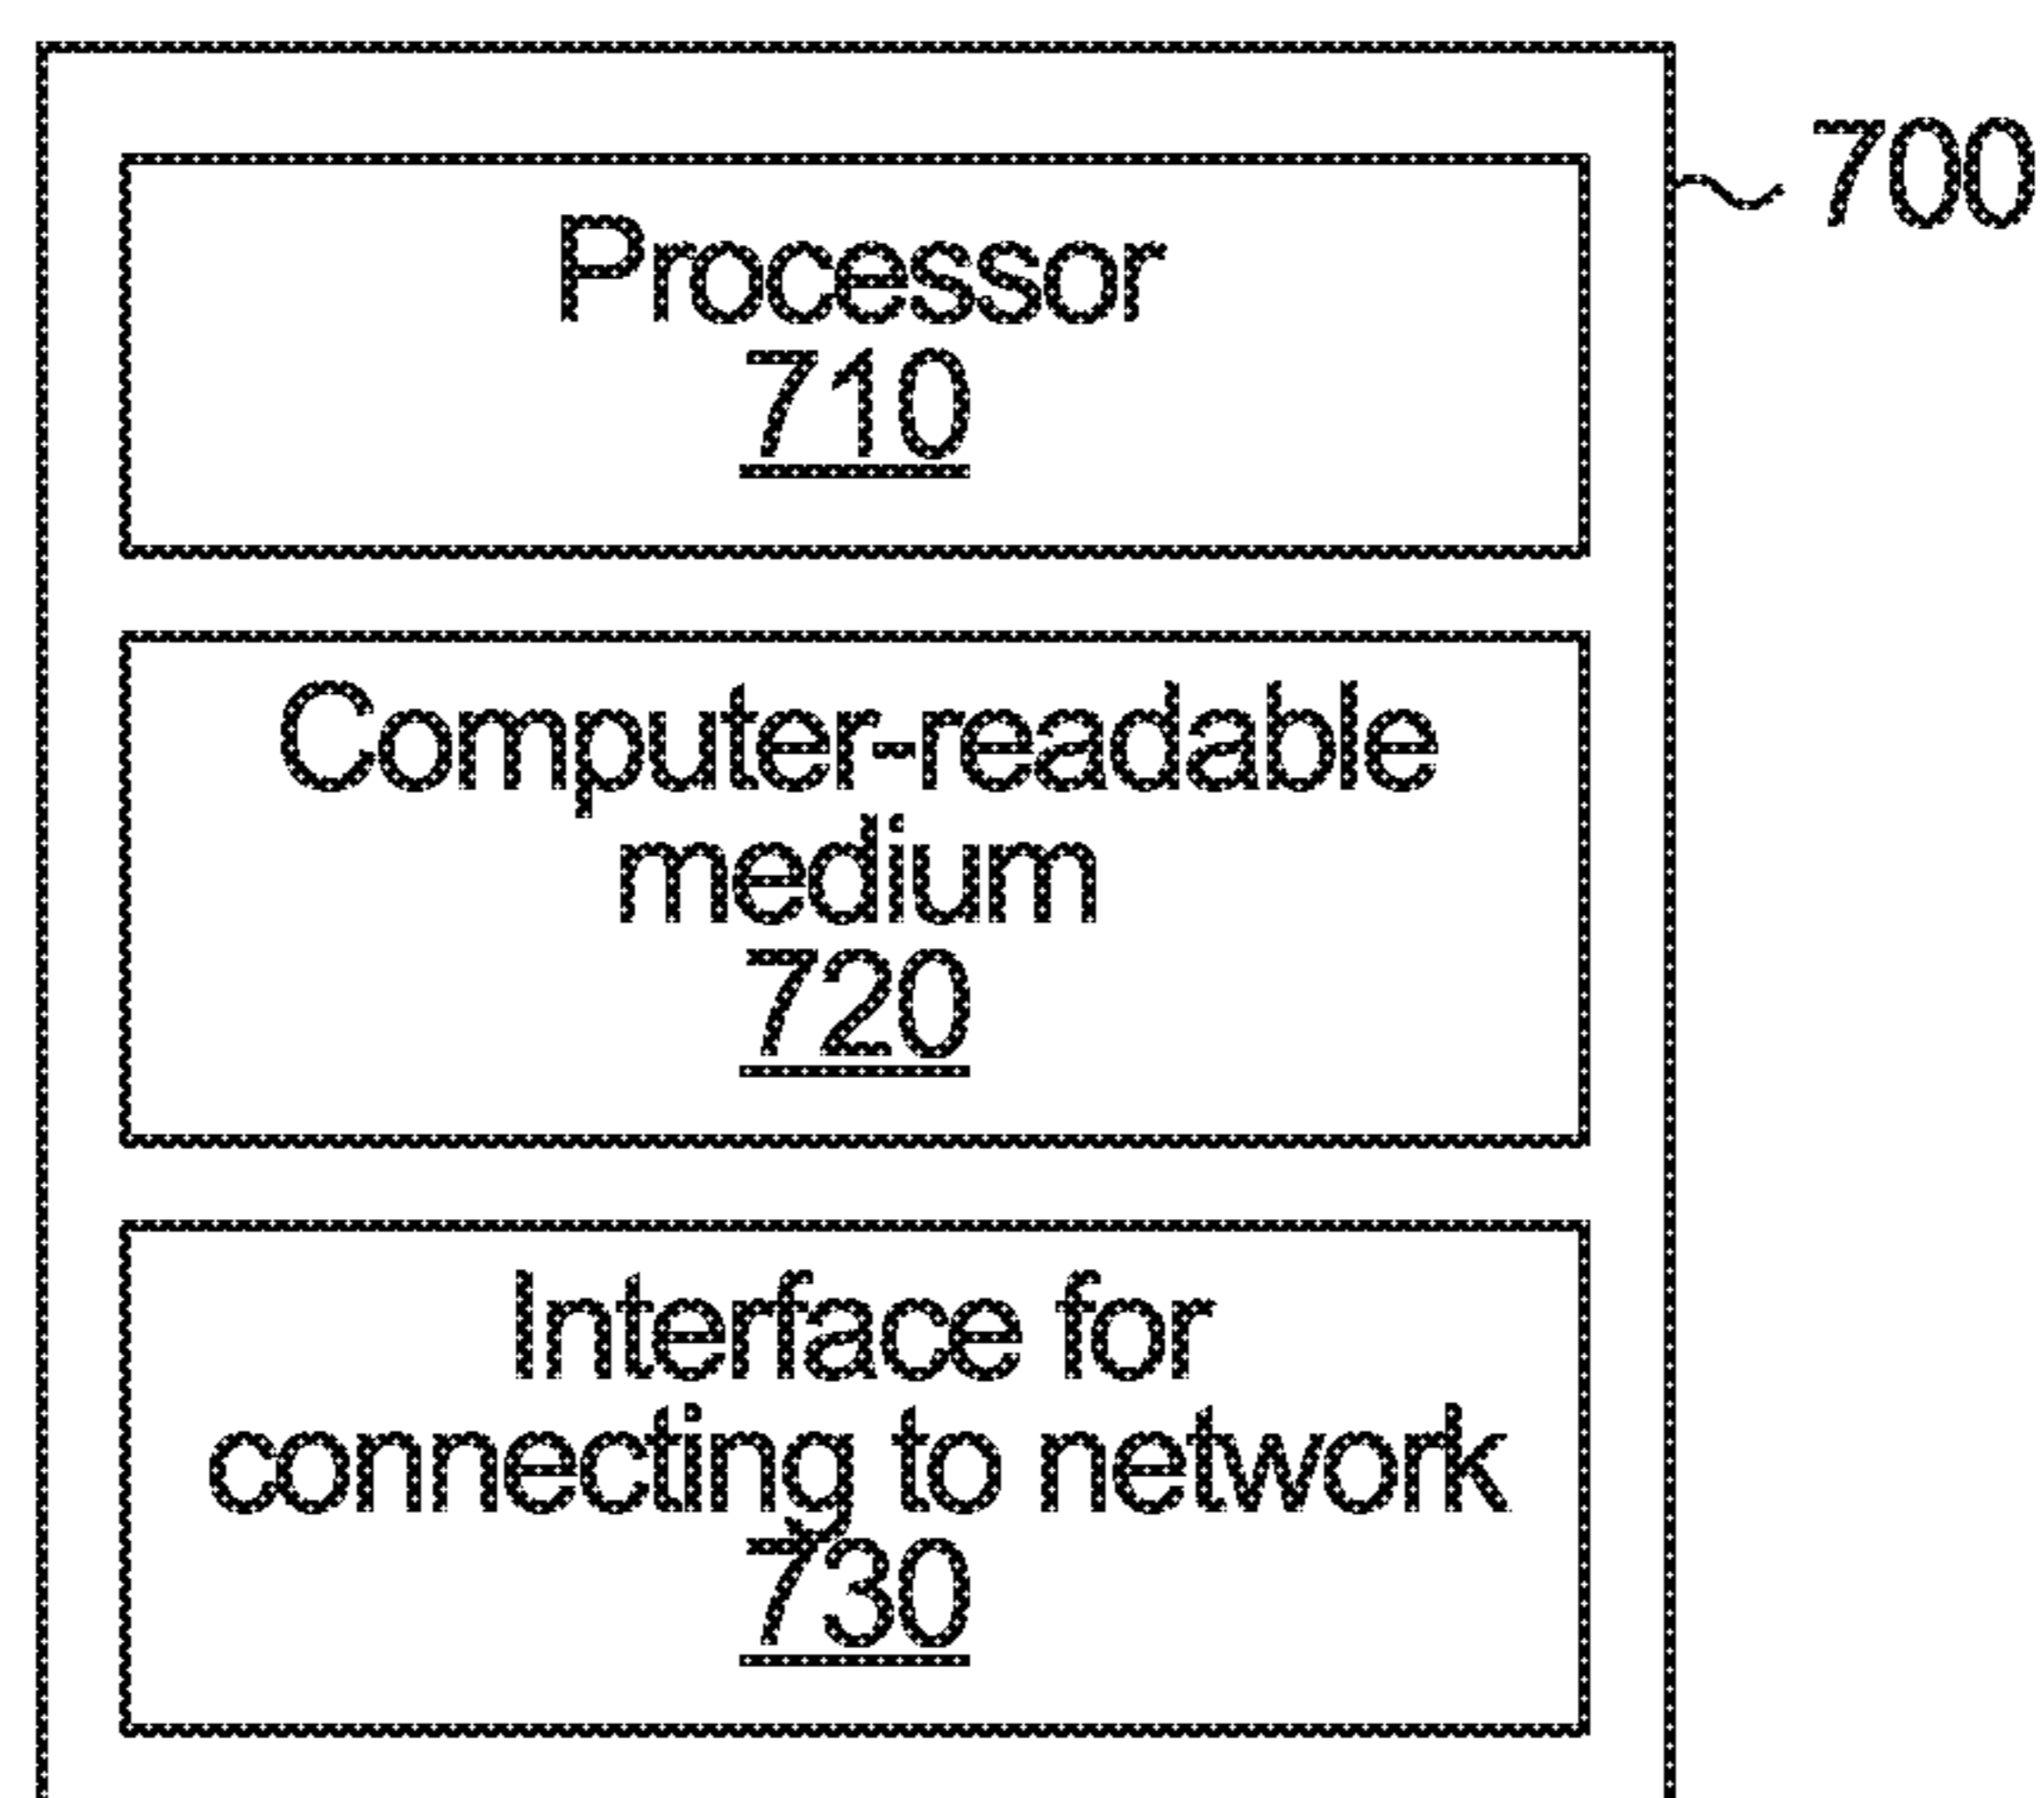 700
Processor
710
Computer-readable
medium
720
Interface for
connecting to network
730